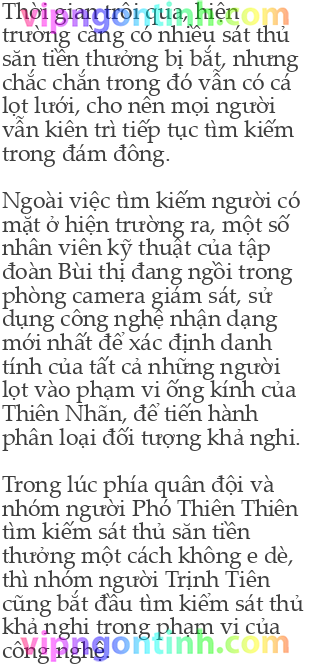 Thời gian trôi qua, hiện
trường càng có nhiều sát thủ
săn tiền thưởng bị bắt, nhưng
chắc chắn trong đó vẫn có cá
lọt lưới, cho nên mọi người
vẫn kiên trì tiếp tục tìm kiếm
trong đám đông.
Ngoài việc tìm kiếm người có
mặt ở hiện trường ra, một số
nhân viên kỹ thuật của tập
đoàn Bùi thị đang ngồi trong
phòng camera giám sát, sử
dụng công nghệ nhận dạng
mới nhất để xác định danh
tính của tất cả những người
lọt vào phạm vi ống kính của
Thiên Nhãn, để tiến hành
phân loại đối tượng khả nghi.
Trong lúc phía quân đội và
nhóm người Phó Thiên Thiên
tìm kiếm sát thủ săn tiền
thưởng một cách không e dè,
thì nhóm người Trịnh Tiên
cũng bắt đầu tìm kiếm sát thủ
khả nghi trong phạm vi của
công nghệ.
vipngontinh.com
vipngontinh.com